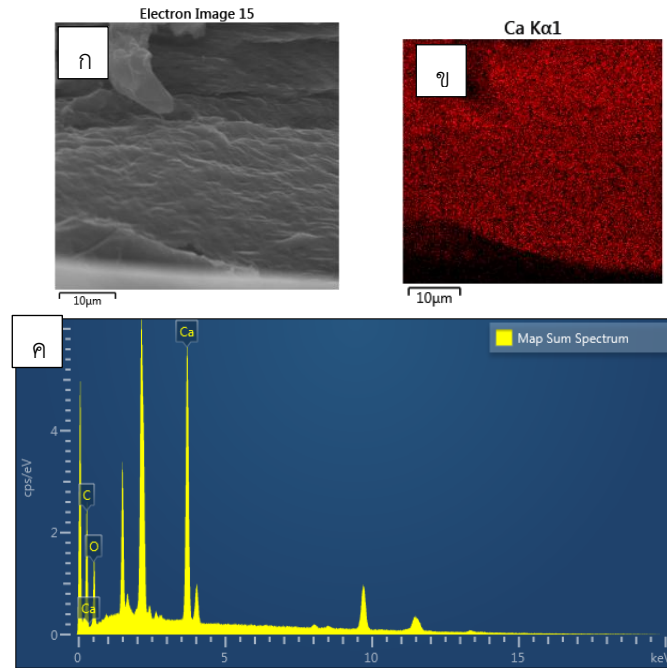 Electron Image 15
ก
10µm
Ca Kα1
ข
10µm
ค
Map Sum Spectrum
Ca
4
cps/eV
C
2
O
Ca
0
0
5
10
keV